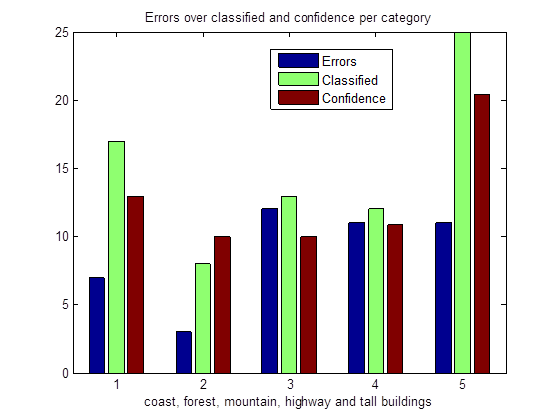 Errors over classified and confidence per category
25
20
15
10
5
0
Errors
Classified
Confidence
1 2 3 4 5
coast, forest, mountain, highway and tall buildings